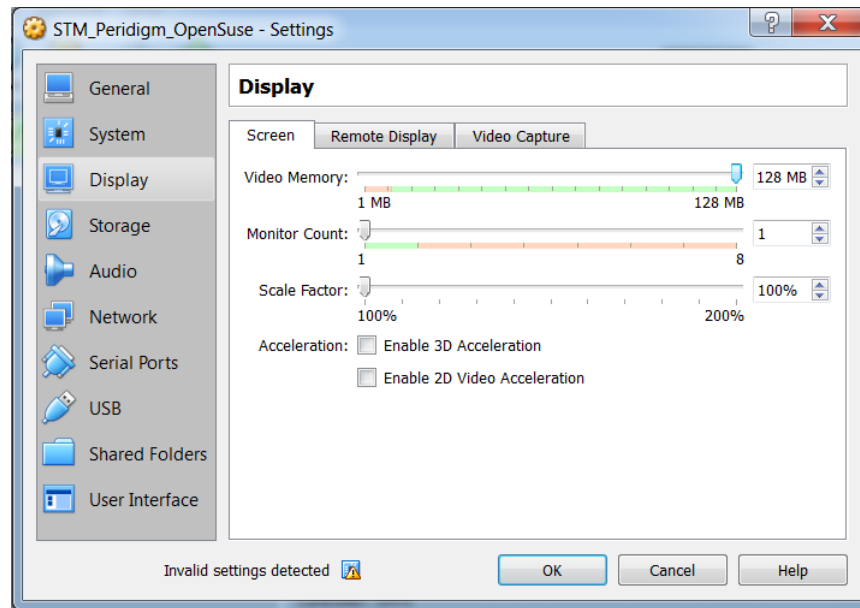 STM_Peridigm_OpenSuse - Settings
General
System
Display
Storage
Audio
Network
Serial Ports
USB
Shared Folders
User Interface
Display
Screen Remote Display Video Capture
Video Memory: 128 MB
1 MB 128 MB
Monitor Count: 1
1 8
Scale Factor: 100%
100% 200%
Acceleration: Enable 3D Acceleration
Enable 2D Video Acceleration
Invalid settings detected OK Cancel Help